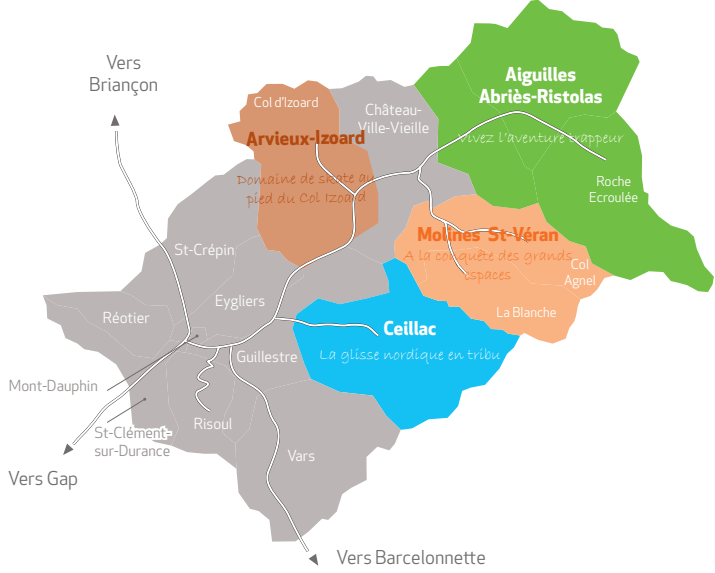 Vers
Briançon
Aiguilles
Abriès-Ristolas
Vivez l'aventure trappeur
Col d'Izoard
Château-
Ville-Vieille
Arvieux-Izoard
Domaine de skate au
pied du Col Izoard
Roche
Ecroulée
St-Crépin
Molines St-Véran
A la conquête des grands
espaces
Col
Agnel
Eygliers
La Blanche
Réotier
Ceillac
La glisse nordique en tribu
Guillestre
Mont-Dauphin
Risoul
St-Clément-
sur-Durance
Vars
Vers Gap
Vers Barcelonnette